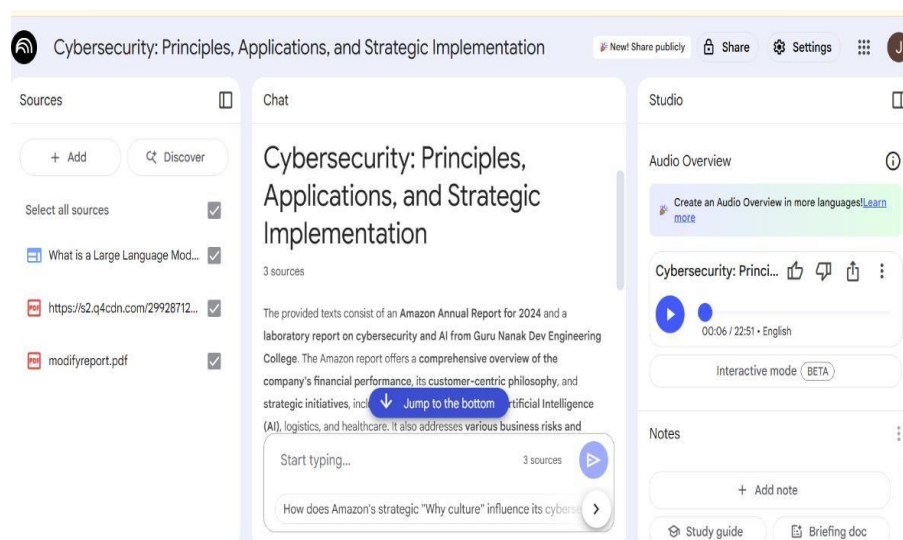 Cybersecurity: Principles, Applications, and Strategic Implementation
New! Share publicly
Share
Settings
J
Sources
+ Add
Discover
Select all sources
What is a Large Language Mod...
PDF https://s2.q4cdn.com/29928712...
PDF modifyreport.pdf
Chat
Cybersecurity: Principles,
Applications, and Strategic
Implementation
3 sources
The provided texts consist of an Amazon Annual Report for 2024 and a
laboratory report on cybersecurity and AI from Guru Nanak Dev Engineering
College. The Amazon report offers a comprehensive overview of the
company's financial performance, its customer-centric philosophy, and
strategic initiatives, incl
Jump to the bottom
rtificial Intelligence
(AI), logistics, and healthcare. It also addresses various business risks and
Start typing...
3 sources
How does Amazon's strategic "Why culture" influence its cyberse
Studio
Audio Overview
Create an Audio Overview in more languages!Learn
more
Cybersecurity: Princi...
00:06 / 22:51 • English
Interactive mode BETA
Notes
+ Add note
Study guide
Briefing doc